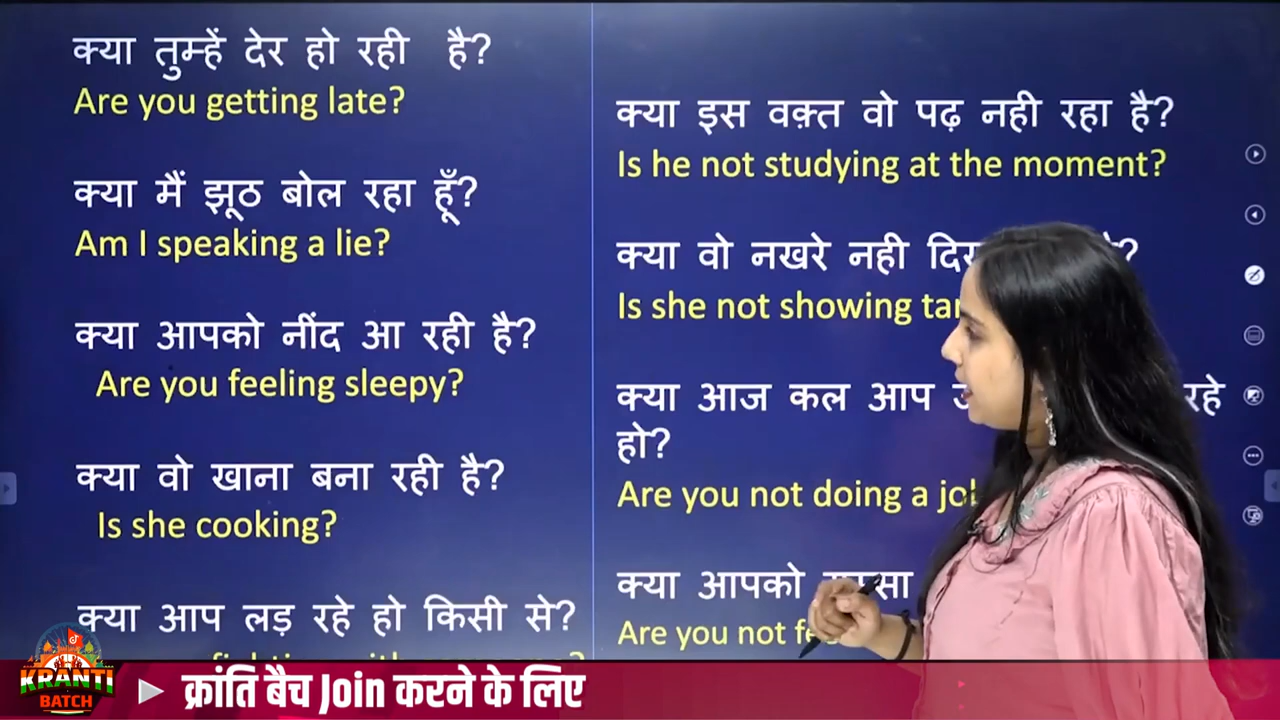 क्या तुम्हें देर हो रही है?
Are you getting late?
क्या मैं झूठ बोल रहा हूँ?
Am I speaking a lie?
क्या आपको नींद आ रही है?
Are you feeling sleepy?
क्या वो खाना बना रही है?
Is she cooking?
क्या आप लड़ रहे हो किसी से?
क्या इस वक़्त वो पढ़ नही रहा है?
Is he not studying at the moment?
क्या वो नखरे नही
Is she not showing
क्या आज कल आप रहे
हो?
Are you not doing a
क्या आपको
Are you not
KRANTI
BATCH
क्रांति बैच Join करने के लिए